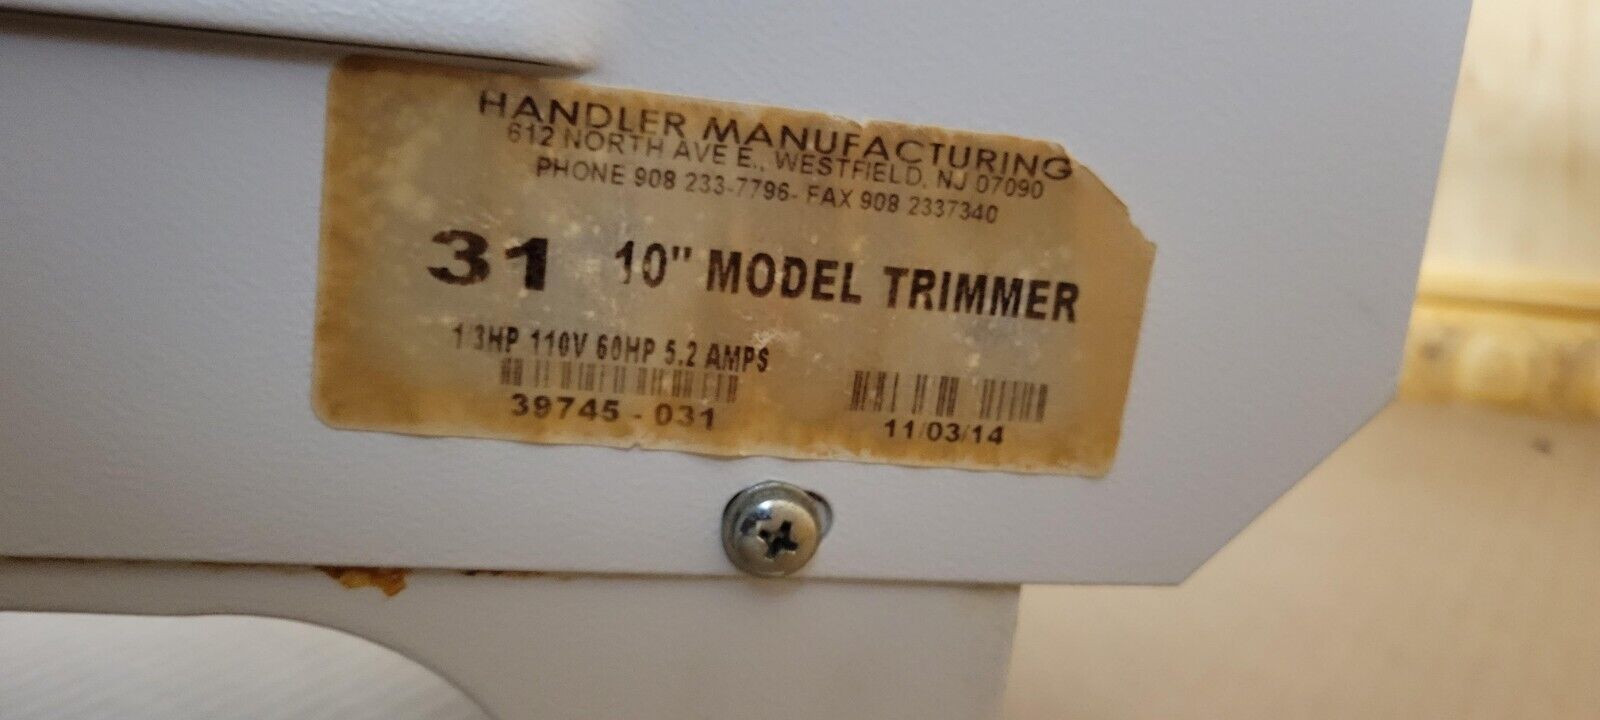 HANDLER MANUFACTURING
612 NORTH AVE E., WESTFIELD, NJ 07090
PHONE 908 233-7796- FAX 908 2337340
31 10" MODEL TRIMMER
1/3HP 110V 60HP 5.2 AMPS
39745 - 031 11/03/14